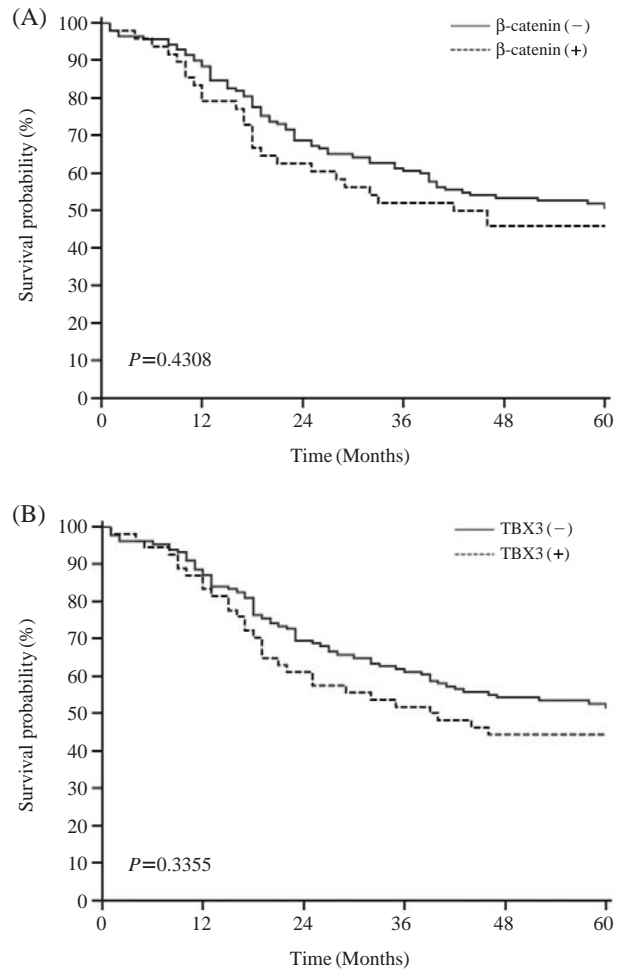 (A)
100
90
80
70
60
50
40
30
20
10
0
Survival probability (%)
β-catenin (−)
β-catenin (+)
P=0.4308
0 12 24 36 48 60
Time (Months)
(B)
100
90
80
70
60
50
40
30
20
10
0
Survival probability (%)
TBX3 (−)
TBX3 (+)
P=0.3355
0 12 24 36 48 60
Time (Months)